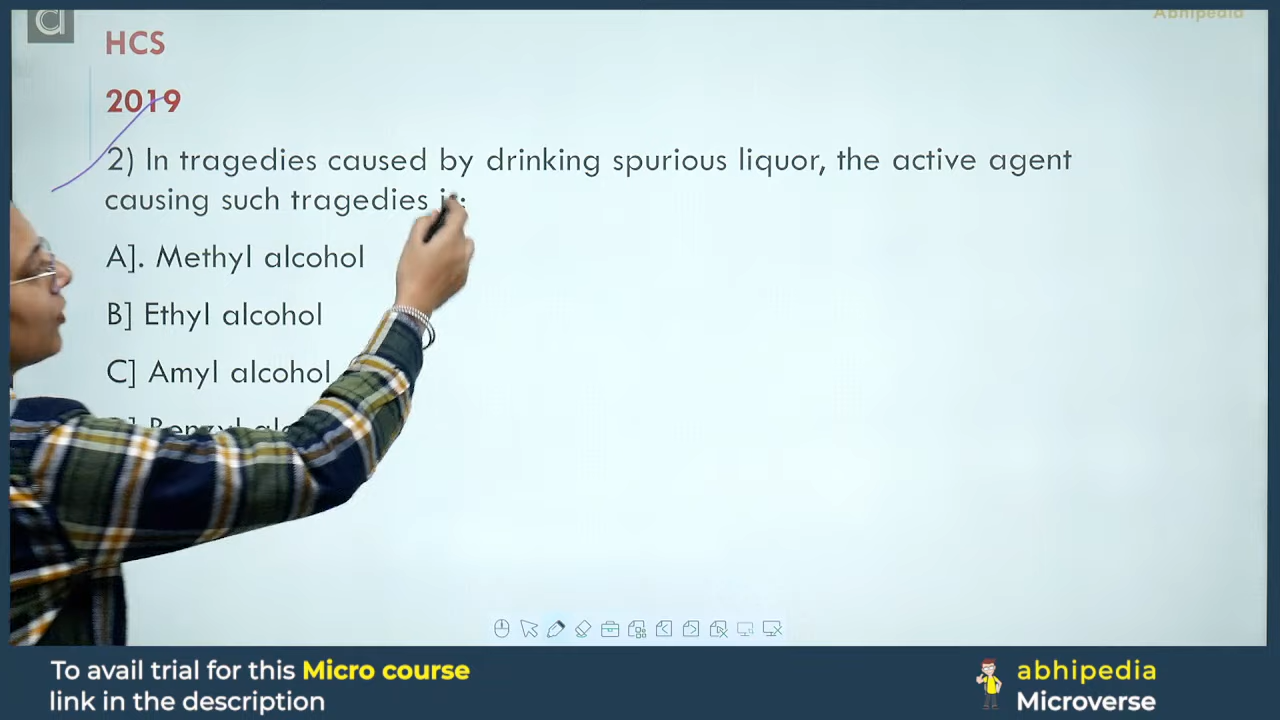 Abhipedia
HCS
2019
2) In tragedies caused by drinking spurious liquor, the active agent
causing such tragedies
A]. Methyl alcohol
B] Ethyl alcohol
C] Amyl alcohol
To avail trial for this Micro course
link in the description
abhipedia
Microverse